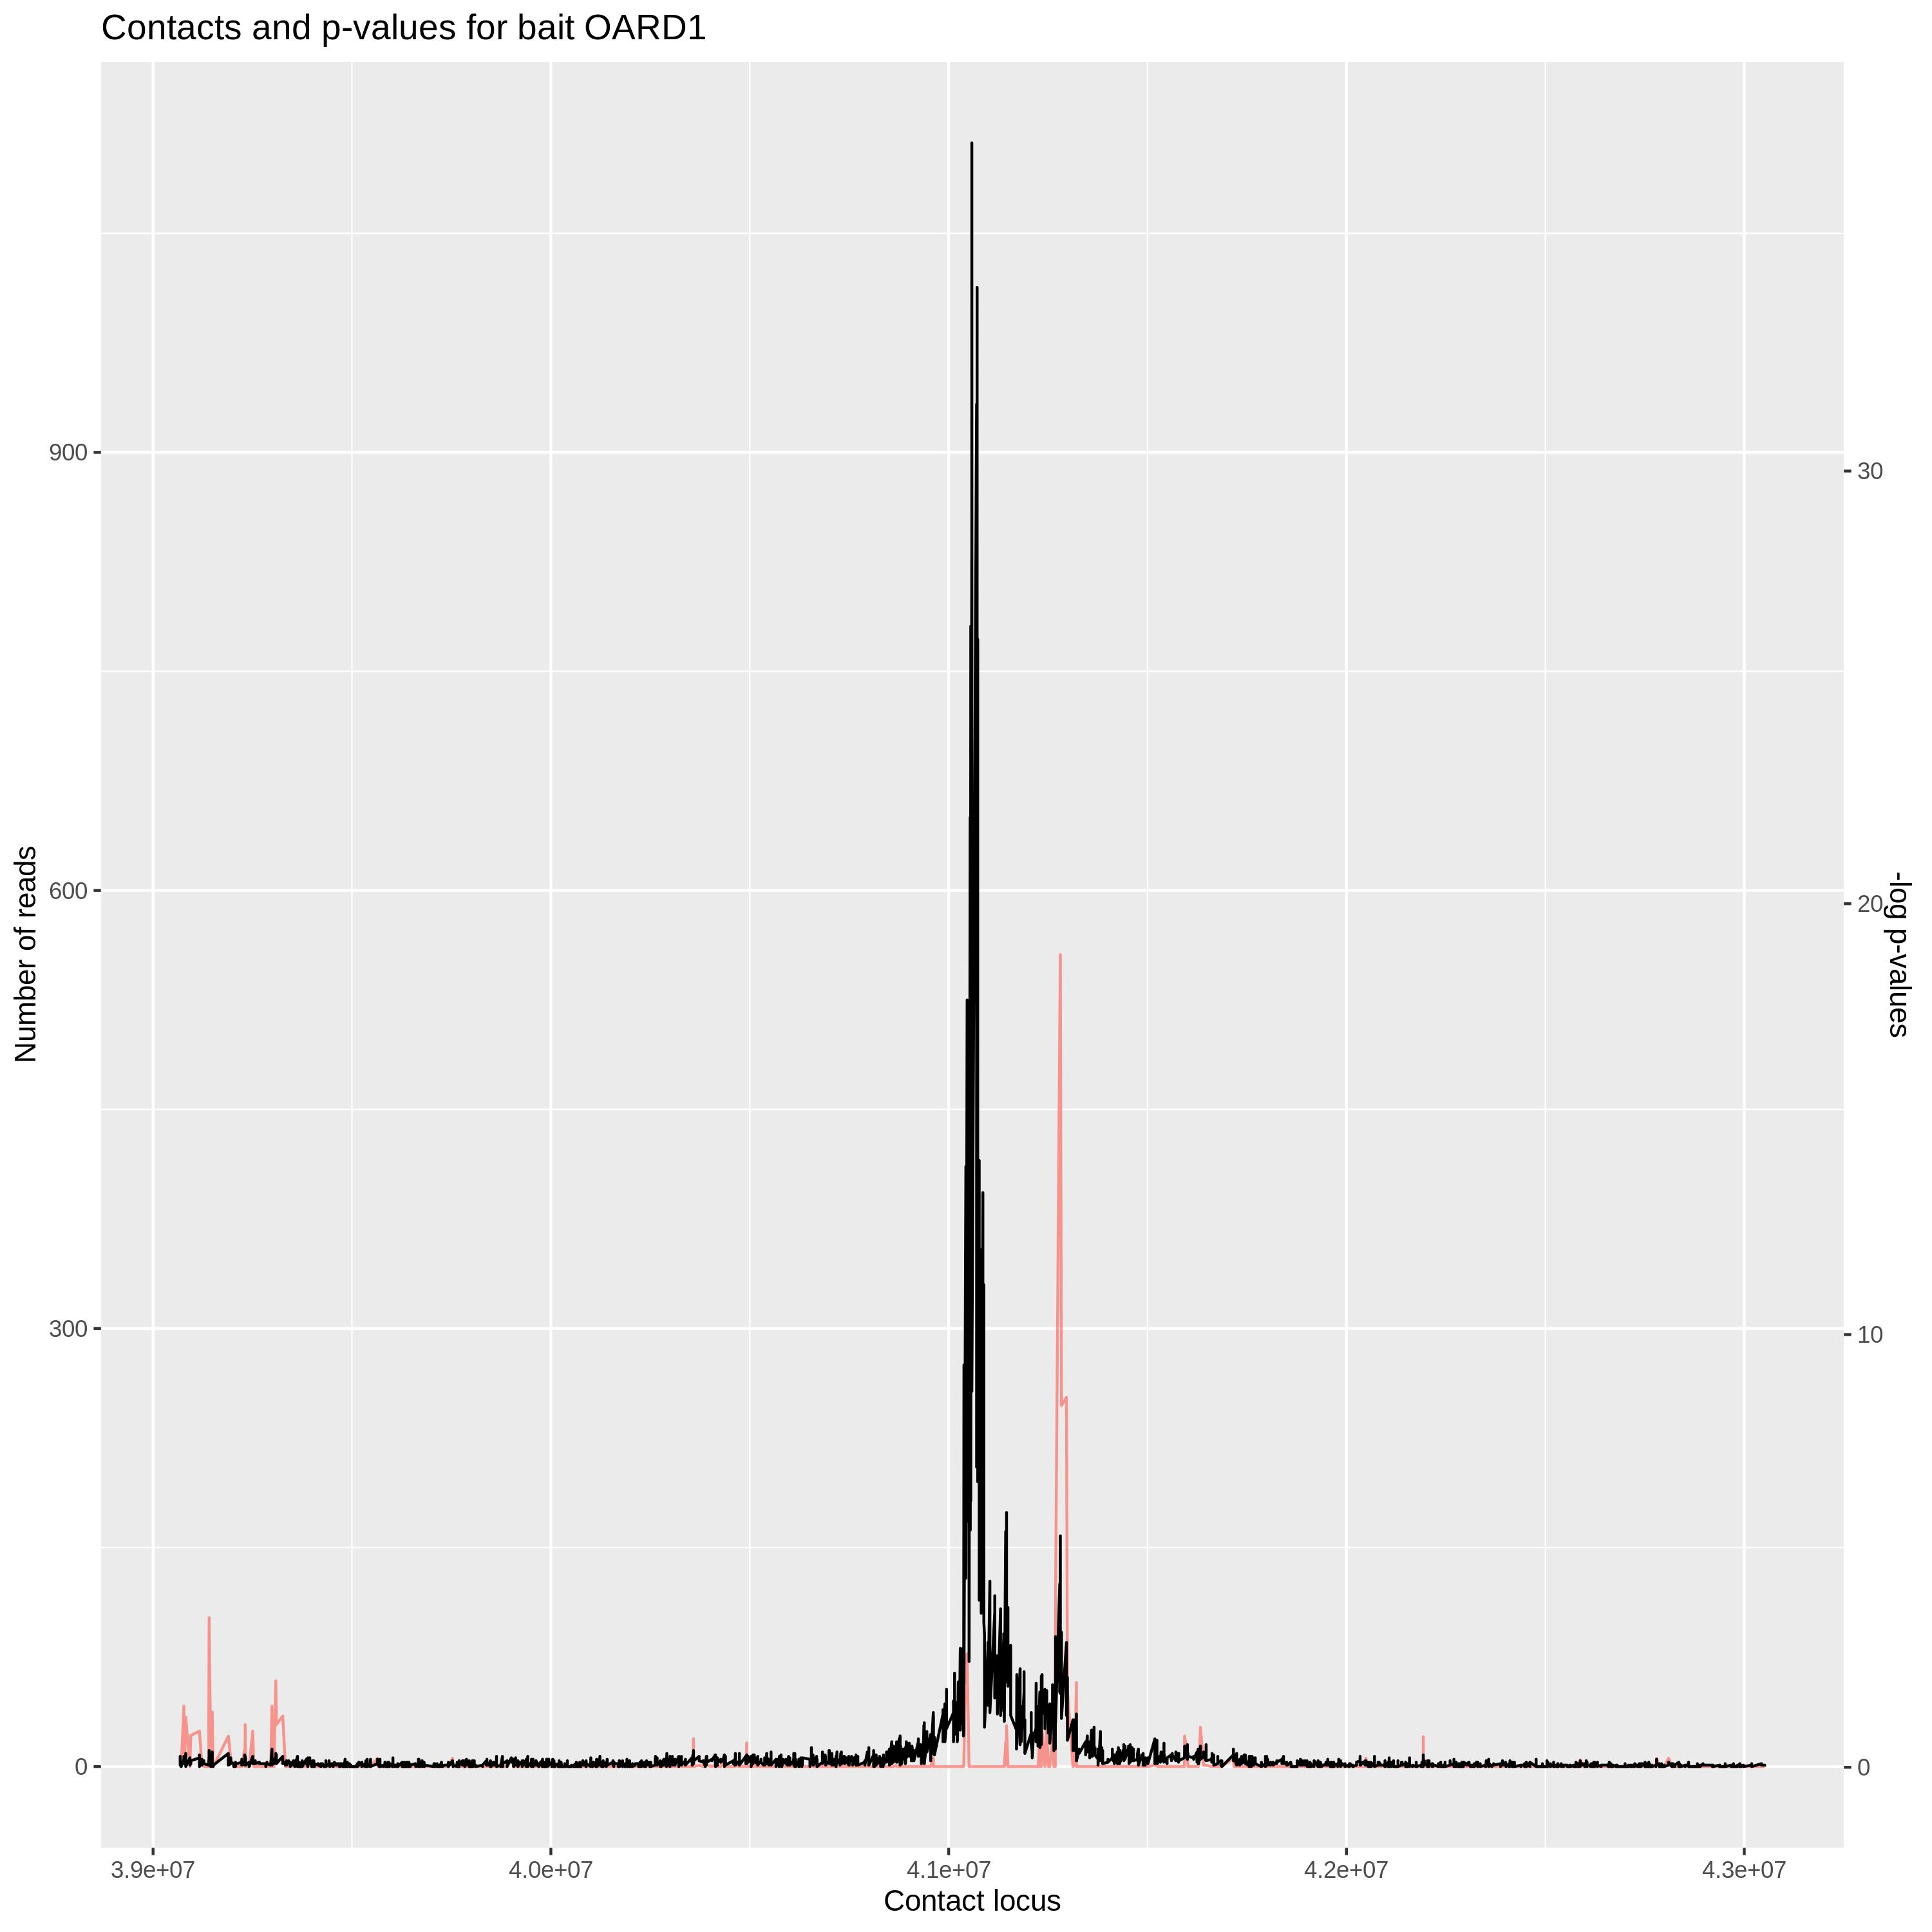 Contacts and p-values for bait OARD1
900
600
300
0
Number of reads
30
20
10
0
-log p-values
3.9e+07
4.0e+07
4.1e+07
4.2e+07
4.3e+07
Contact locus